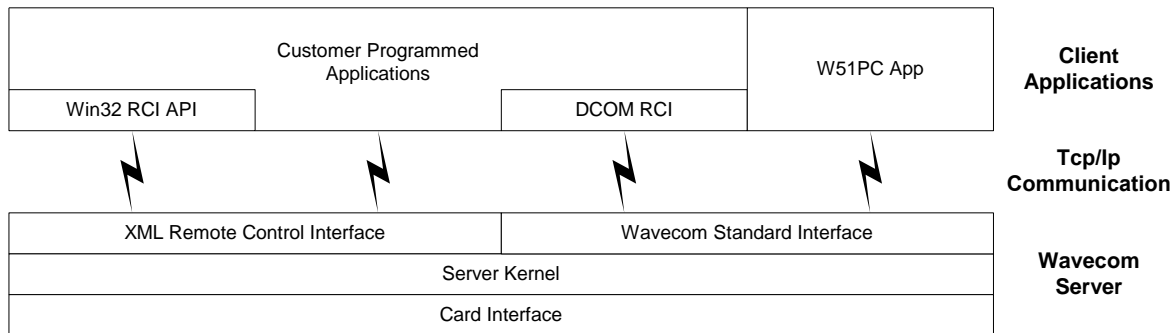 Customer Programmed
Applications
W51PC App
Client
Applications
Win32 RCI API
DCOM RCI
Tcp/Ip
Communication
XML Remote Control Interface
Wavecom Standard Interface
Server Kernel
Wavecom
Server
Card Interface